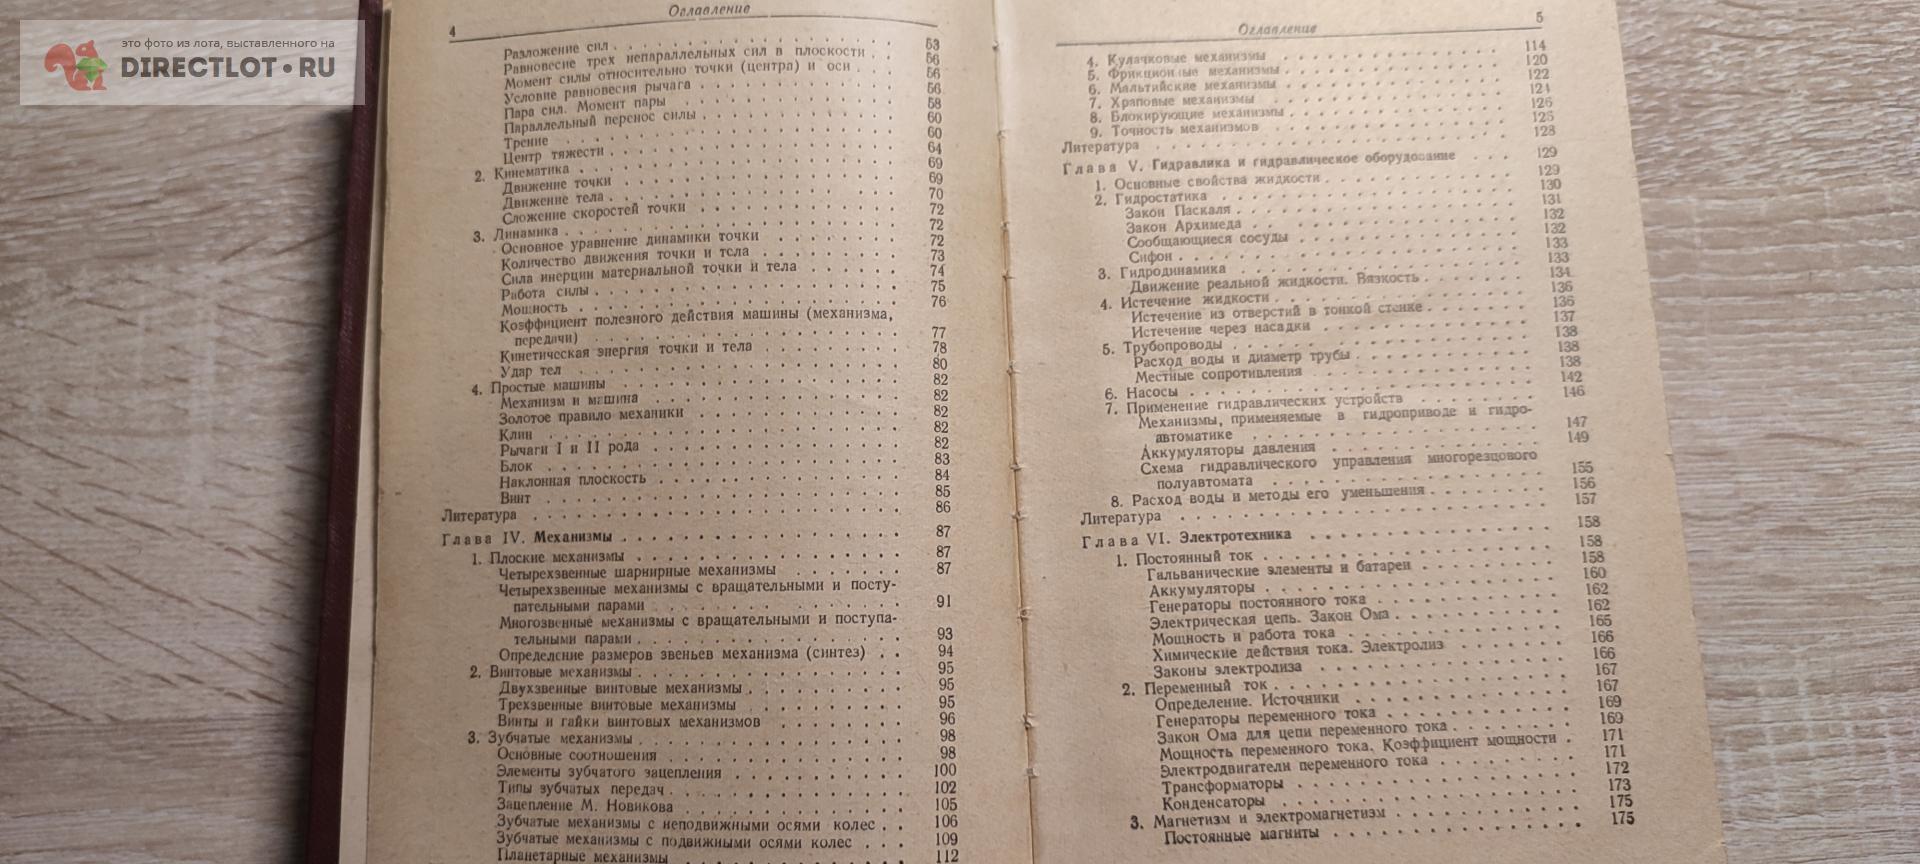 это фото из лота, выставленного на
DIRECTLOT.RU
4
Оглавление
Разложение сил 53
Равновесие трех непараллельных сил в плоскости 56
Момент силы относительно точки (центра) и оси 56
Условие равновесия рычага 56
Пара сил. Момент пары 58
Параллельный перенос силы 60
Трение 60
Центр тяжести 64
2. Кинематика 69
Движение точки 69
Движение тела 70
Сложение скоростей точки 72
3. Динамика 72
Основное уравнение динамики точки 72
Количество движения точки и тела 73
Сила инерции материальной точки и тела 74
Работа силы 75
Мощность 76
Коэффициент полезного действия машины (механизма,
передачи) 77
Кинетическая энергия точки и тела 78
Удар тел 80
4. Простые машины 82
Механизм и машина 82
Золотое правило механики 82
Клин 82
Рычаги I и II рода 82
Блок 83
Наклонная плоскость 84
Винт 85
Литература 86
Глава IV. Механизмы 87
1. Плоские механизмы 87
Четырехзвенные шарнирные механизмы 87
Четырехзвенные механизмы с вращательными и посту-
пательными парами 91
Многозвенные механизмы с вращательными и поступа-
тельными парами 93
Определение размеров звеньев механизма (синтез) 94
2. Винтовые механизмы 95
Двухзвенные винтовые механизмы 95
Трехзвенные винтовые механизмы 95
Винты и гайки винтовых механизмов 96
3. Зубчатые механизмы 98
Основные соотношения 98
Элементы зубчатого зацепления 100
Типы зубчатых передач 102
Зацепление М. Новикова 105
Зубчатые механизмы с неподвижными осями колес 106
Зубчатые механизмы с подвижными осями колес 109
Планетарные механизмы 112
Оглавление
5
4. Кулачковые механизмы 114
5. Фрикционные механизмы 120
6. Мальтийские механизмы 122
7. Храповые механизмы 124
8. Блокирующие механизмы 126
9. Точность механизмов 126
Литература 128
Глава V. Гидравлика и гидравлическое оборудование 129
1. Основные свойства жидкости 129
2. Гидростатика 130
Закон Паскаля 131
Закон Архимеда 132
Сообщающиеся сосуды 132
Сифон 133
3. Гидродинамика 133
Движение реальной жидкости. Вязкость 134
4. Истечение жидкости 136
Истечение из отверстий в тонкой стенке 136
Истечение через насадки 137
5. Трубопроводы 138
Расход воды и диаметр трубы 138
Местные сопротивления 138
6. Насосы 142
7. Применение гидравлических устройств 146
Механизмы, применяемые в гидроприводе и гидро-
автоматике 147
Аккумуляторы давления 149
Схема гидравлического управления многорезцового
полуавтомата 155
8. Расход воды и методы его уменьшения 156
Литература 157
Глава VI. Электротехника 158
1. Постоянный ток 158
Гальванические элементы и батареи 158
Аккумуляторы 160
Генераторы постоянного тока 162
Электрическая цепь. Закон Ома 162
Мощность и работа тока 165
Химические действия тока. Электролиз 166
Законы электролиза 166
2. Переменный ток 167
Определение. Источники 167
Генераторы переменного тока 169
Закон Ома для цепи переменного тока 169
Мощность переменного тока. Коэффициент мощности 171
Электродвигатели переменного тока 171
Трансформаторы 172
Конденсаторы 173
3. Магнетизм и электромагнетизм 175
Постоянные магниты 175